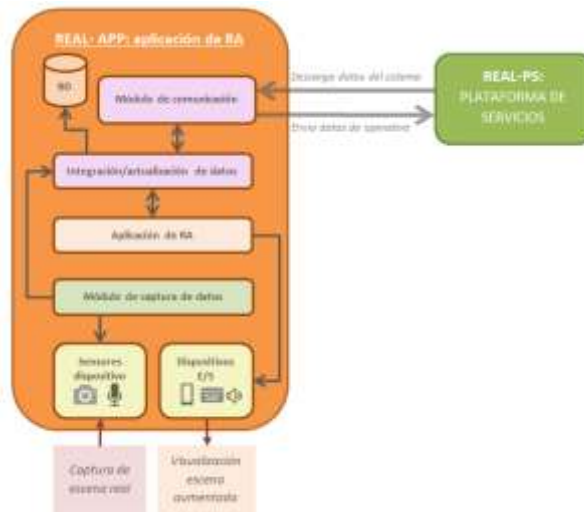 REAL- APP: aplicación de RA
BD
Módulo de comunicación
Descarga datos del sistema
Envía datos de operativa
REAL-PS:
PLATAFORMA DE
SERVICIOS
Integración/actualización de datos
Aplicación de RA
Módulo de captura de datos
Sensores
dispositivo
Dispositivos
E/S
Captura de
escena real
Visualización
escena
aumentada